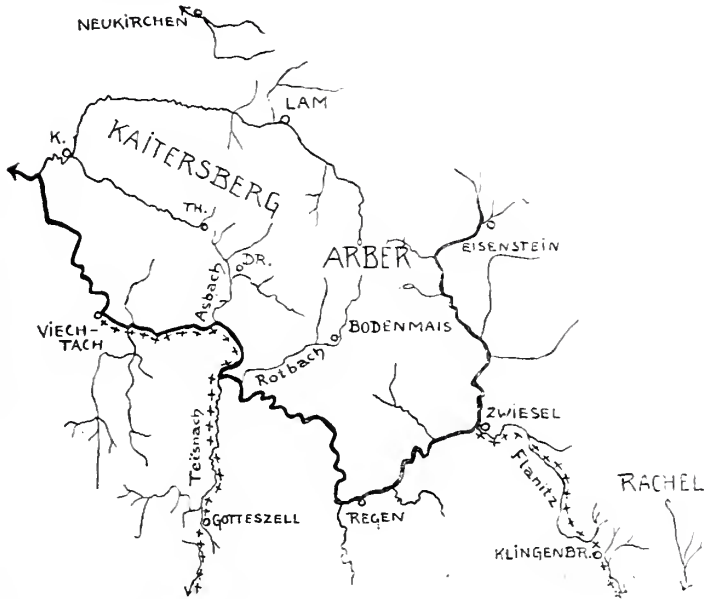 NEUKIRCHEN
LAM
K.
KAITERSBERG
TH.
DR.
ARBER
EISENSTEIN
Asbach
VIECH-
TACH
BODENMAIS
Rotbach
ZWIESEL
Teisnach
Flanitz
RACHEL
REGEN
GOTTESZELL
KLINGENBR.